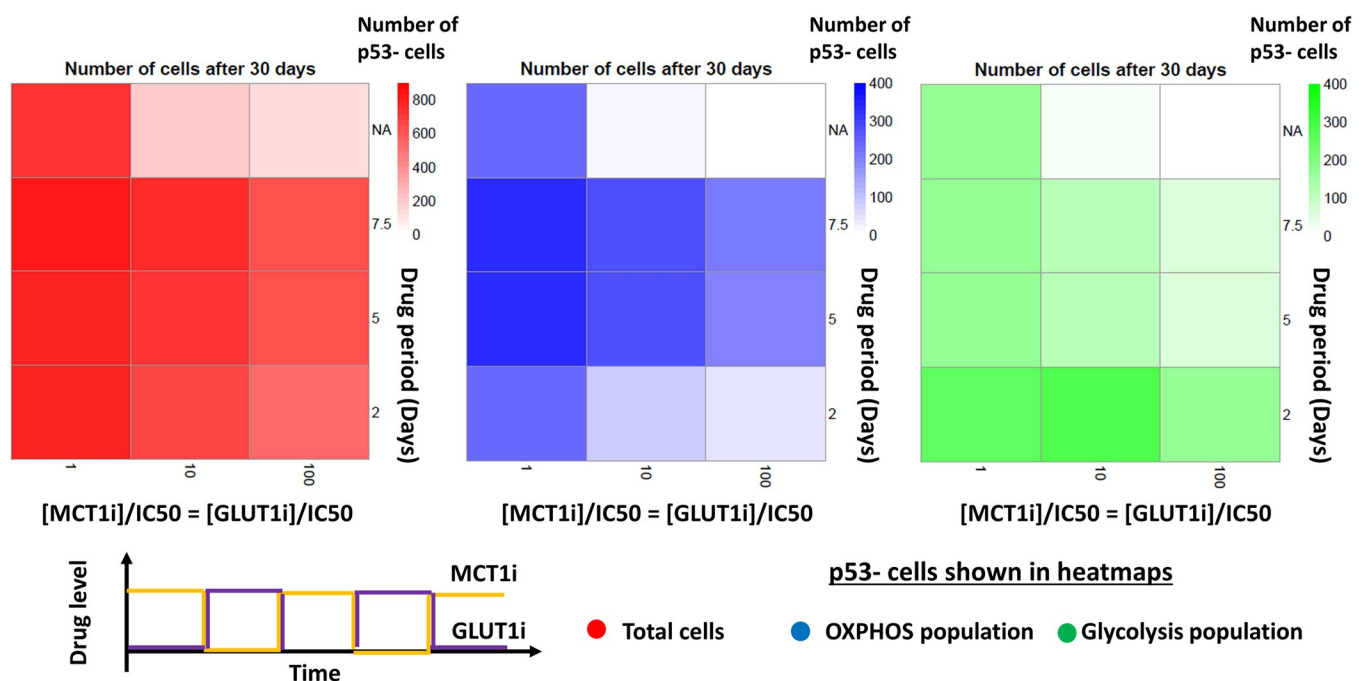 Number of
p53- cells
Number of cells after 30 days
800
600
400
200
0
NA
7.5
5
2
Drug period (Days)
1
10
100
[MCT1i]/IC50 = [GLUT1i]/IC50
Number of
p53- cells
Number of cells after 30 days
400
300
200
100
0
NA
7.5
5
2
Drug period (Days)
1
10
100
[MCT1i]/IC50 = [GLUT1i]/IC50
Number of
p53- cells
Number of cells after 30 days
400
300
200
100
0
NA
7.5
5
2
Drug period (Days)
1
10
100
[MCT1i]/IC50 = [GLUT1i]/IC50
Drug level
MCT1i
GLUT1i
Time
p53- cells shown in heatmaps
Total cells
OXPHOS population
Glycolysis population